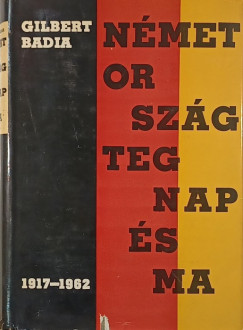 GILBERT
BADIA
NÉMET
OR
SZÁG
TEG
NAP
ÉS
MA
1917—1962